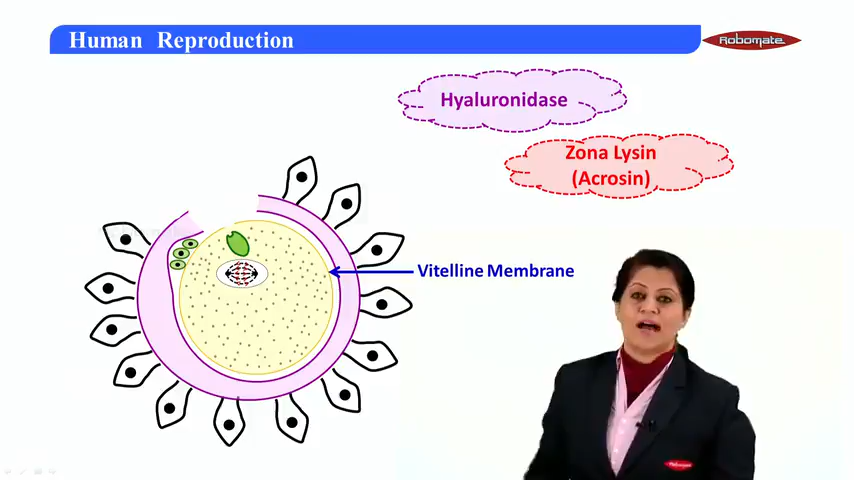 Human Reproduction
Robomate
Hyaluronidase
Zona Lysin
(Acrosin)
Vitelline Membrane